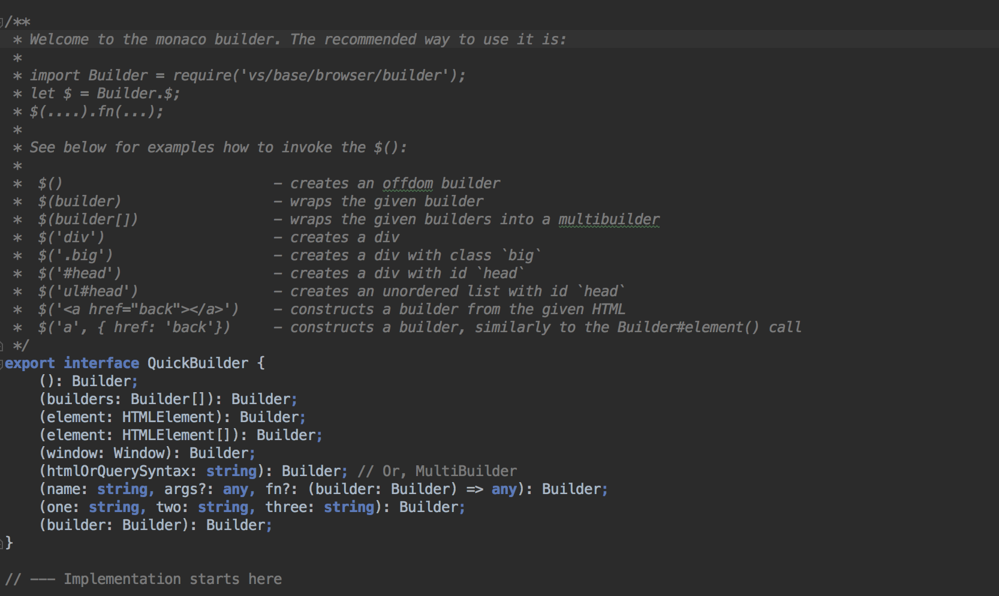 /**
 * Welcome to the monaco builder. The recommended way to use it is:
 *
 * import Builder = require('vs/base/browser/builder');
 * let $ = Builder.$;
 * $(....).fn(...);
 *
 * See below for examples how to invoke the $():
 *
 *  $()                         - creates an offdom builder
 *  $(builder)                  - wraps the given builder
 *  $(builder[])                - wraps the given builders into a multibuilder
 *  $('div')                    - creates a div
 *  $('.big')                   - creates a div with class `big`
 *  $('#head')                  - creates a div with id `head`
 *  $('ul#head')                - creates an unordered list with id `head`
 *  $('<a href="back"></a>')    - constructs a builder from the given HTML
 *  $('a', { href: 'back'})     - constructs a builder, similarly to the Builder#element() call
 */
export interface QuickBuilder {
    (): Builder;
    (builders: Builder[]): Builder;
    (element: HTMLElement): Builder;
    (element: HTMLElement[]): Builder;
    (window: Window): Builder;
    (htmlOrQuerySyntax: string): Builder; // Or, MultiBuilder
    (name: string, args?: any, fn?: (builder: Builder) => any): Builder;
    (one: string, two: string, three: string): Builder;
    (builder: Builder): Builder;
}

// --- Implementation starts here